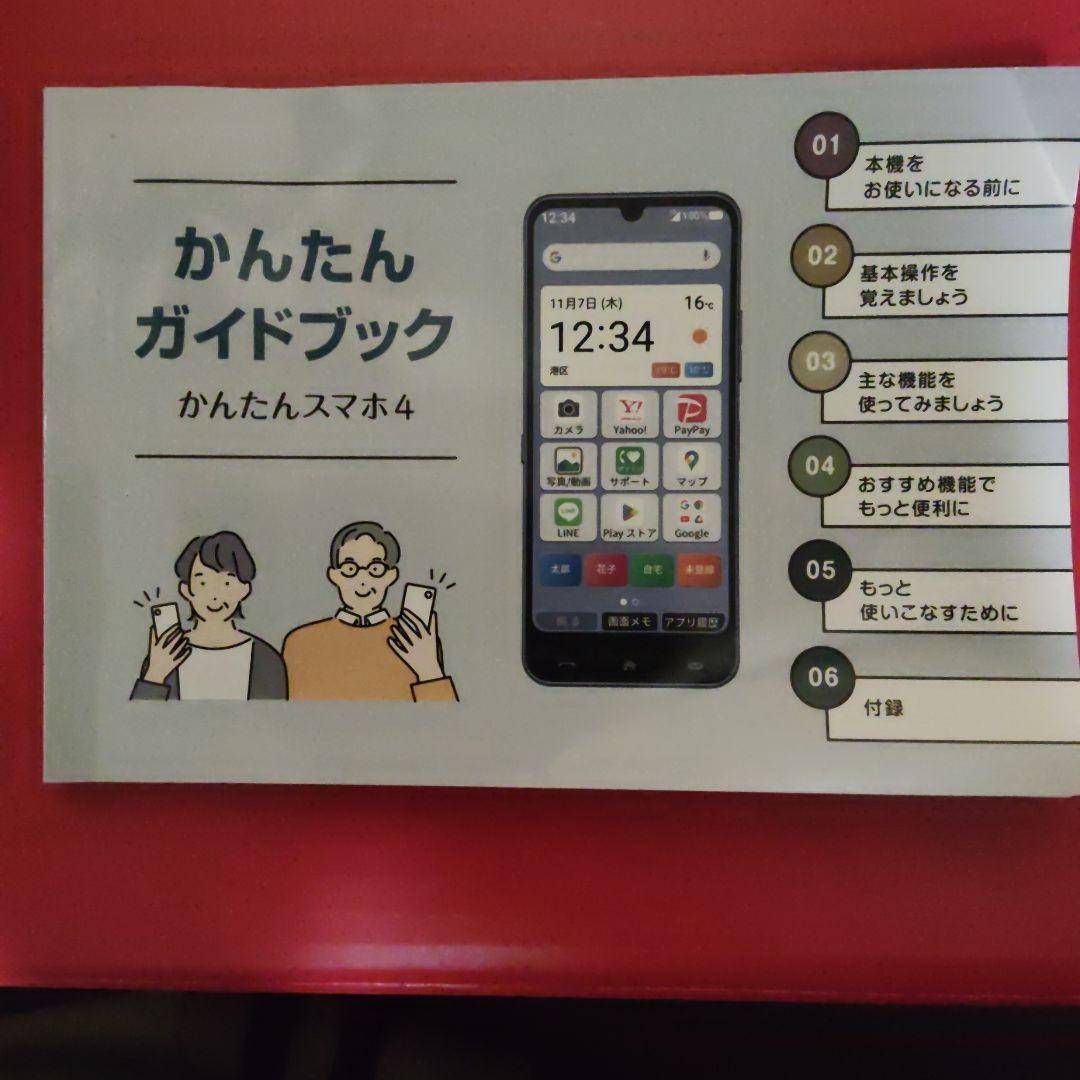 かんたん
ガイドブック
かんたんスマホ4
12:34
100%
G
11月7日 (木)
16℃
12:34
港区
カメラ
Yahoo!
PayPay
写真/動画
サポート
マップ
LINE
Play ストア
Google
太郎
花子
自宅
未登録
戻る
画面メモ
アプリ履歴
01
本機を
お使いになる前に
02
基本操作を
覚えましょう
03
主な機能を
使ってみましょう
04
おすすめ機能で
もっと便利に
05
もっと
使いこなすために
06
付録